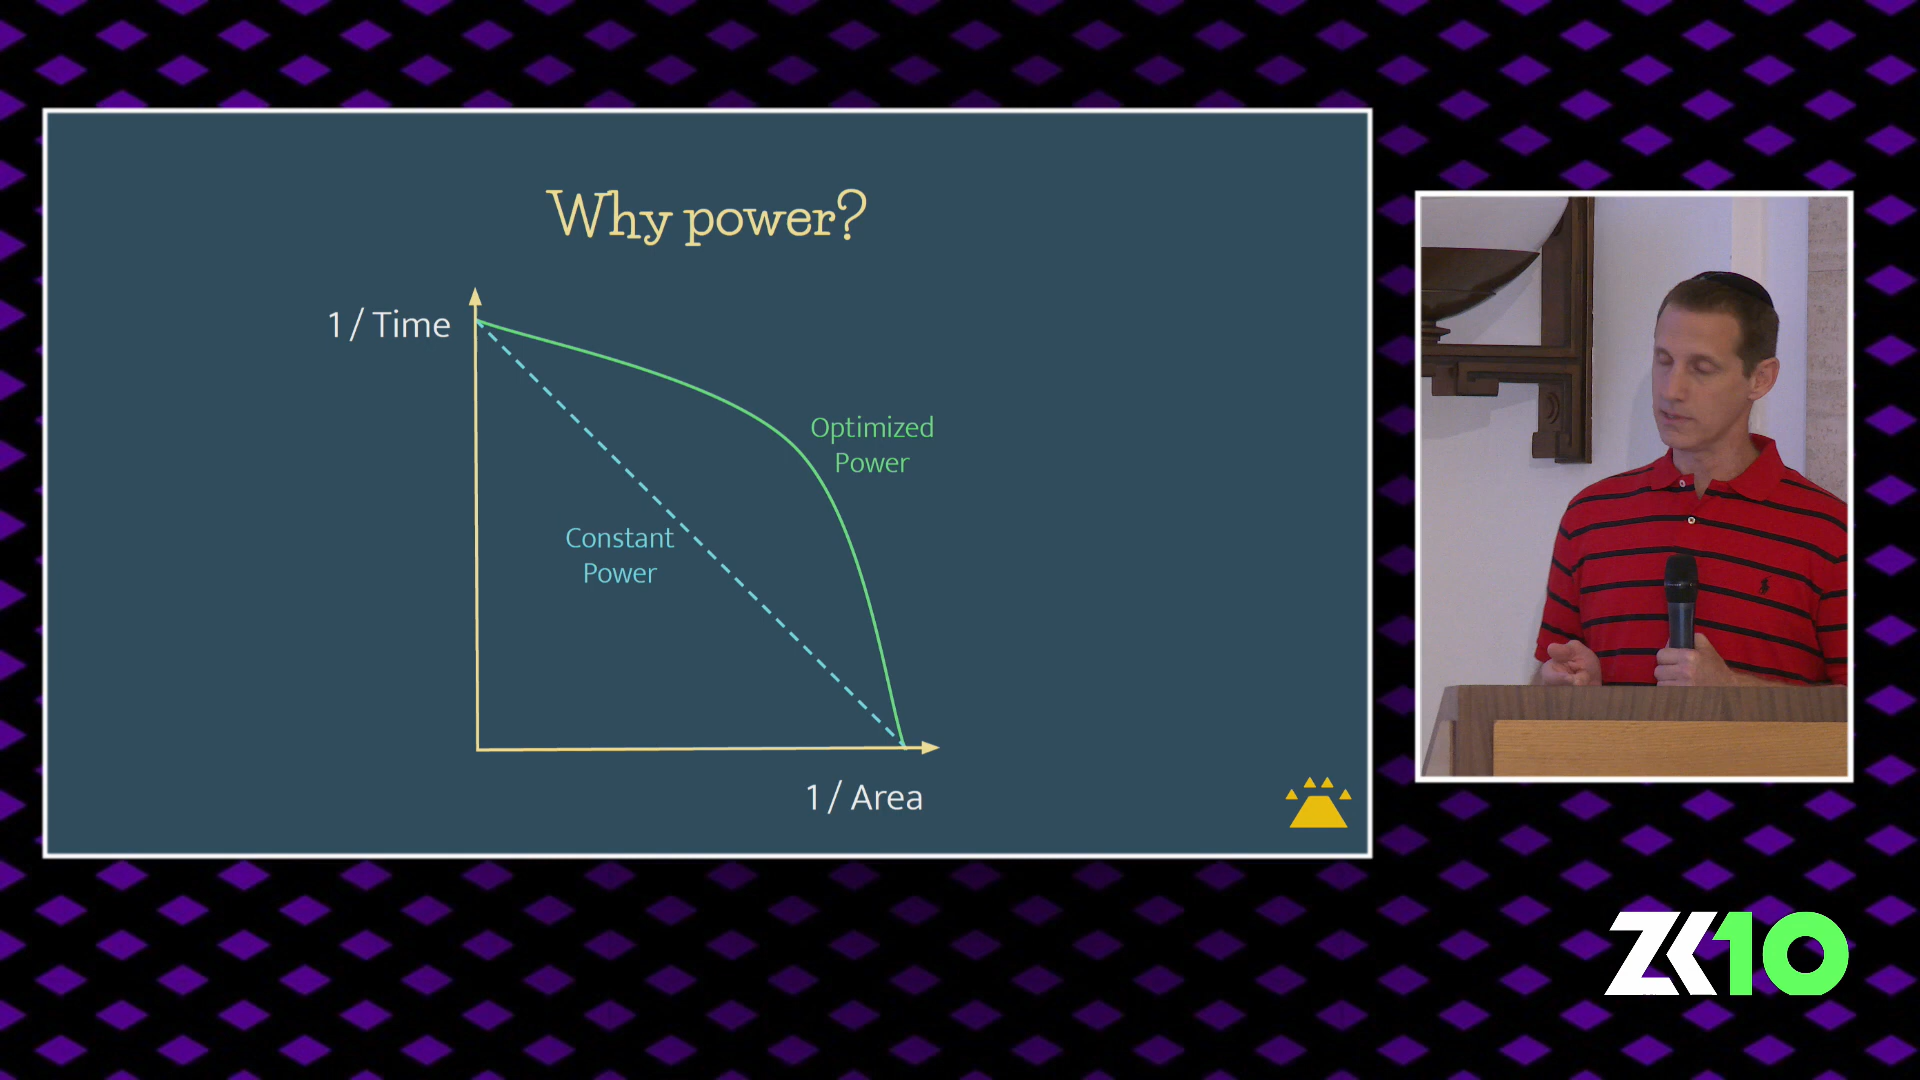 Why power?
1 / Time
Optimized
Power
Constant
Power
1 / Area
ZK10